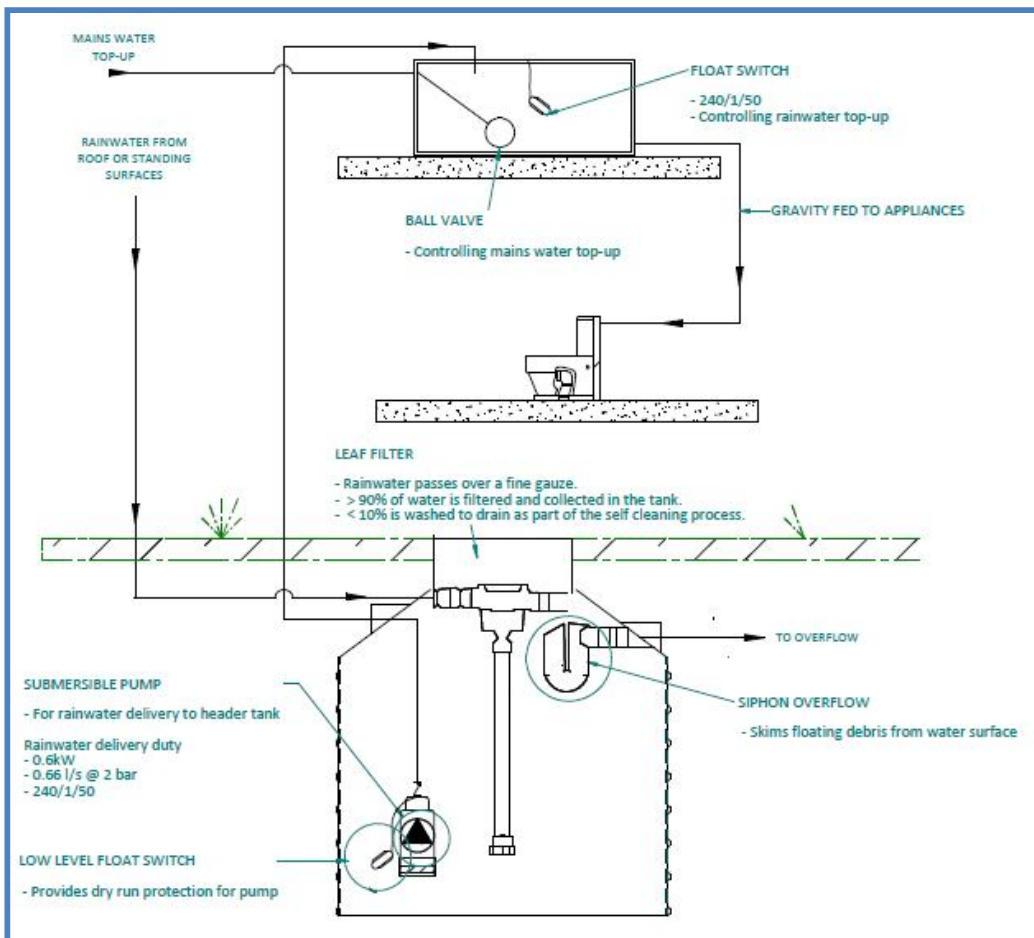 MAINS WATER
TOP-UP
FLOAT SWITCH
- 240/1/50
- Controlling rainwater top-up
RAINWATER FROM
ROOF OR STANDING
SURFACES
GRAVITY FED TO APPLIANCES
BALL VALVE
- Controlling mains water top-up
LEAF FILTER
- Rainwater passes over a fine gauze.
- > 90% of water is filtered and collected in the tank.
- < 10% is washed to drain as part of the self cleaning process.
TO OVERFLOW
SUBMERSIBLE PUMP
- For rainwater delivery to header tank
Rainwater delivery duty
- 0.6kW
- 0.66 l/s @ 2 bar
- 240/1/50
SIPHON OVERFLOW
- Skims floating debris from water surface
LOW LEVEL FLOAT SWITCH
- Provides dry run protection for pump